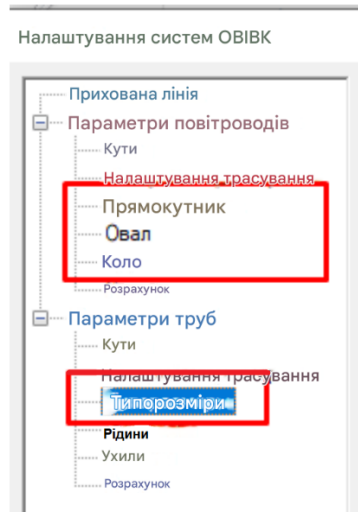 Налаштування систем ОВІВК
Прихована лінія
Параметри повітроводів
Кути
Налаштування трасування
Прямокутник
Овал
Коло
Розрахунок
Параметри труб
Кути
Налаштування трасування
Типорозміри
Рідини
Ухили
Розрахунок